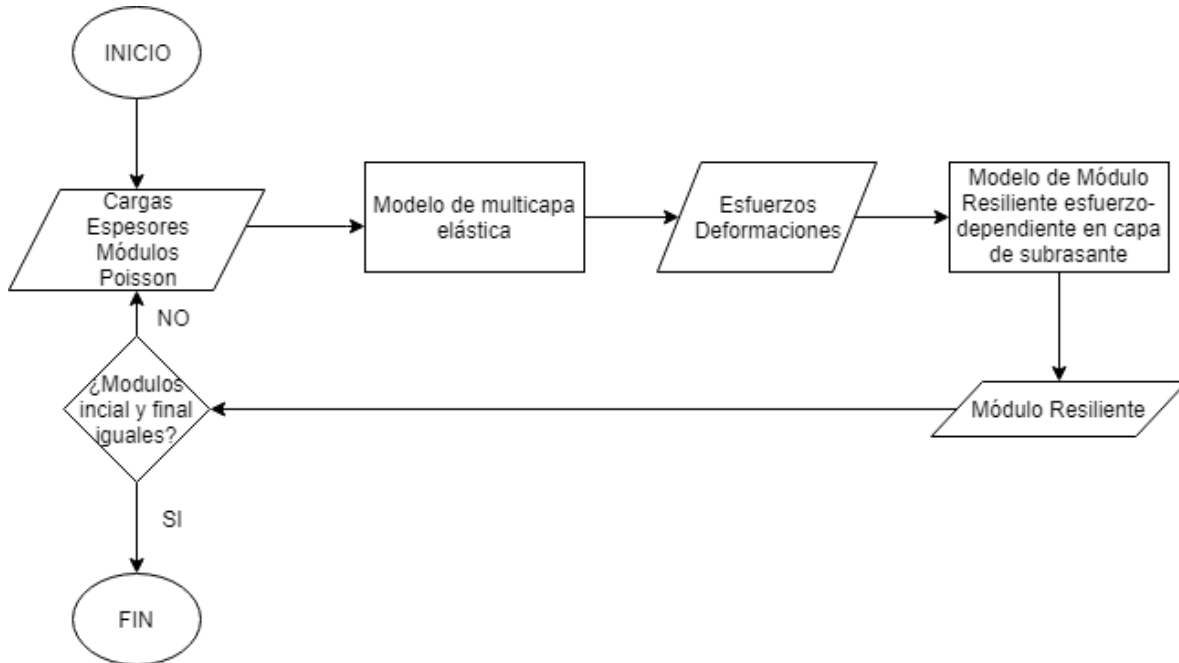 INICIO
Cargas
Espesores
Módulos
Poisson
Modelo de multicapa
elástica
Esfuerzos
Deformaciones
Modelo de Módulo
Resiliente esfuerzo-
dependiente en capa
de subrasante
Módulo Resiliente
¿Modulos
incial y final
iguales?
NO
SI
FIN